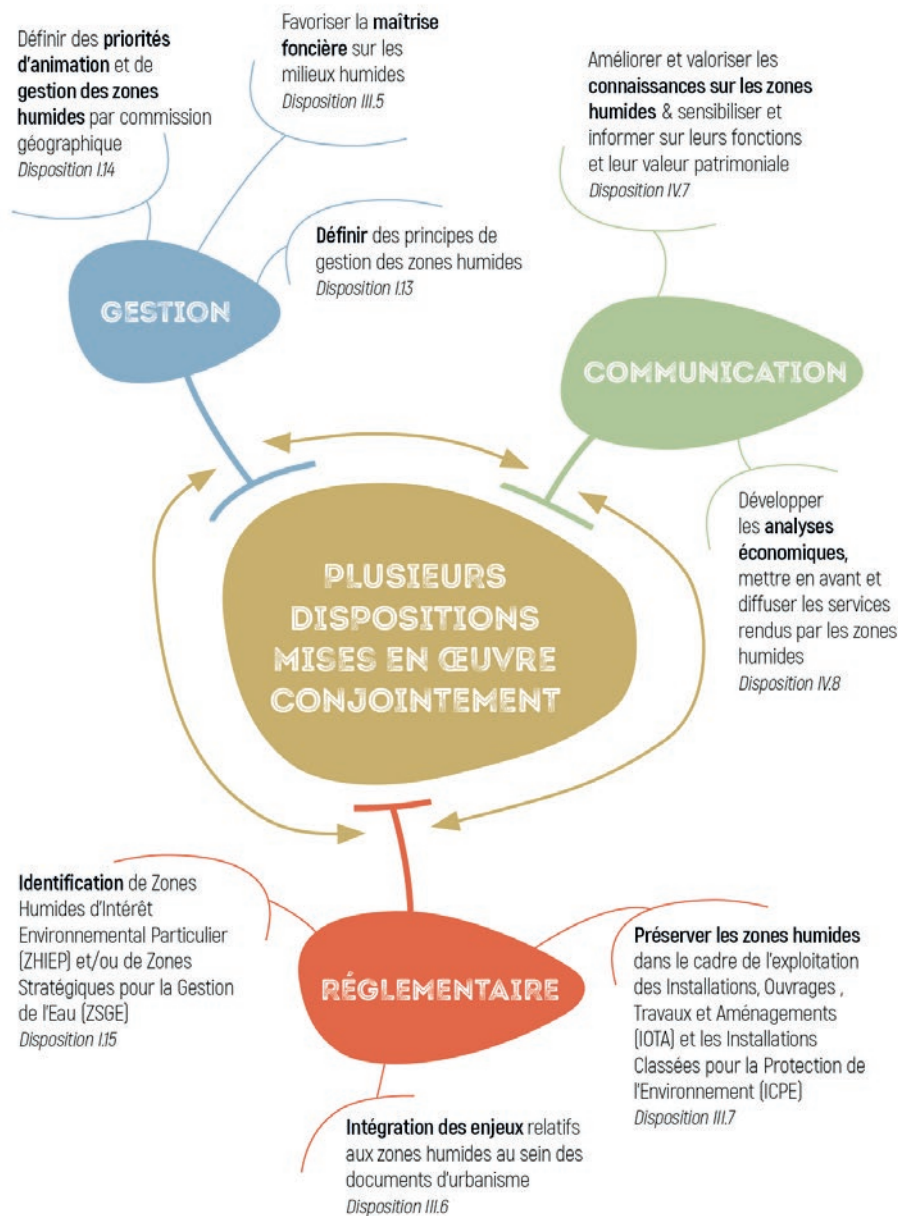 Définir des priorités
d'animation et de
gestion des zones
humides par commission
géographique
Disposition I.14
Favoriser la maîtrise
foncière sur les
milieux humides
Disposition III.5
Définir des principes de
gestion des zones humides
Disposition I.13
GESTION
Améliorer et valoriser les
connaissances sur les zones
humides & sensibiliser et
informer sur leurs fonctions
et leur valeur patrimoniale
Disposition IV.7
COMMUNICATION
Développer
les analyses
économiques,
mettre en avant et
diffuser les services
rendus par les zones
humides
Disposition IV.8
PLUSIEURS
DISPOSITIONS
MISES EN ŒUVRE
CONJOINTEMENT
Identification de Zones
Humides d'Intérêt
Environnemental Particulier
(ZHIEP) et/ou de Zones
Stratégiques pour la Gestion
de l'Eau (ZSGE)
Disposition I.15
RÉGLEMENTAIRE
Préserver les zones humides
dans le cadre de l'exploitation
des Installations, Ouvrages ,
Travaux et Aménagements
(IOTA) et les Installations
Classées pour la Protection de
l'Environnement (ICPE)
Disposition III.7
Intégration des enjeux relatifs
aux zones humides au sein des
documents d'urbanisme
Disposition III.6